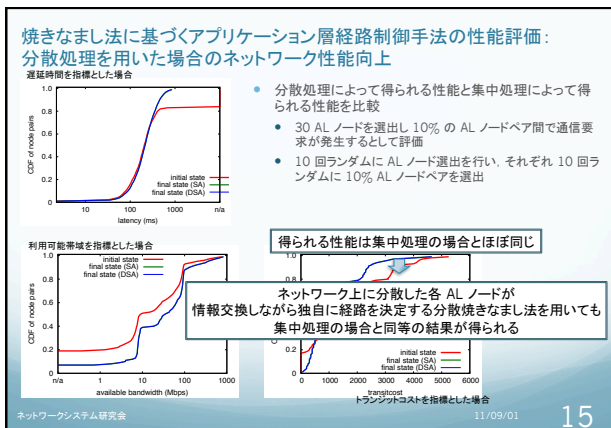 焼きなまし法に基づくアプリケーション層経路制御手法の性能評価:
分散処理を用いた場合のネットワーク性能向上
遅延時間を指標とした場合
1.0
0.8
0.6
0.4
0.2
0
CDF of node pairs
initial state
final state (SA)
final state (DSA)
10
100
1000
n/a
latency (ms)
分散処理によって得られる性能と集中処理によって得
られる性能を比較
30 AL ノードを選出し 10% の AL ノードペア間で通信要
求が発生するとして評価
10 回ランダムに AL ノード選出を行い, それぞれ 10 回ラ
ンダムに 10% AL ノードペアを選出
利用可能帯域を指標とした場合
initial state
final state (SA)
final state (DSA)
1.0
0.8
0.6
0.4
0.2
0
CDF of node pairs
n/a
1
10
100
1000
available bandwidth (Mbps)
得られる性能は集中処理の場合とほぼ同じ
ネットワーク上に分散した各 AL ノードが
情報交換しながら独自に経路を決定する分散焼きなまし法を用いても
集中処理の場合と同等の結果が得られる
1.0
0.2
0
initial state
final state (SA)
final state (DSA)
0
1000
2000
3000
4000
5000
6000
transitcost
トランジットコストを指標とした場合
ネットワークシステム研究会
11/09/01
15